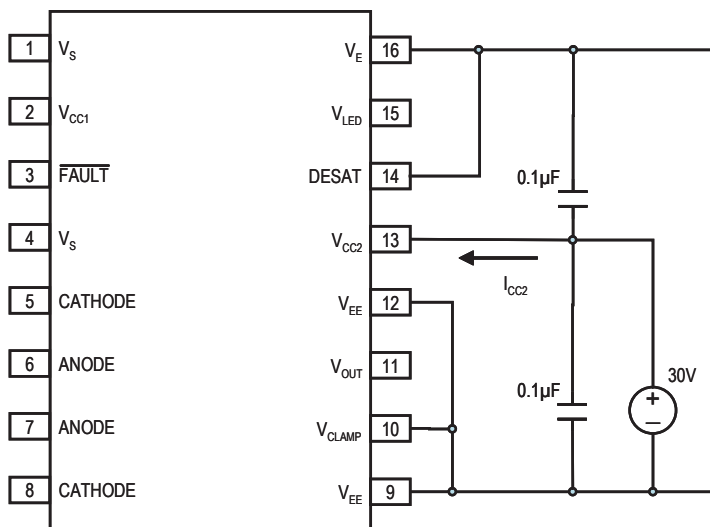 1 V_S V_E 16
2 V_CC1 V_LED 15
3 FAULT DESAT 14
0.1µF
4 V_S V_CC2 13
I_CC2
5 CATHODE V_EE 12
6 ANODE V_OUT 11
30V
0.1µF
+
–
7 ANODE V_CLAMP 10
8 CATHODE V_EE 9